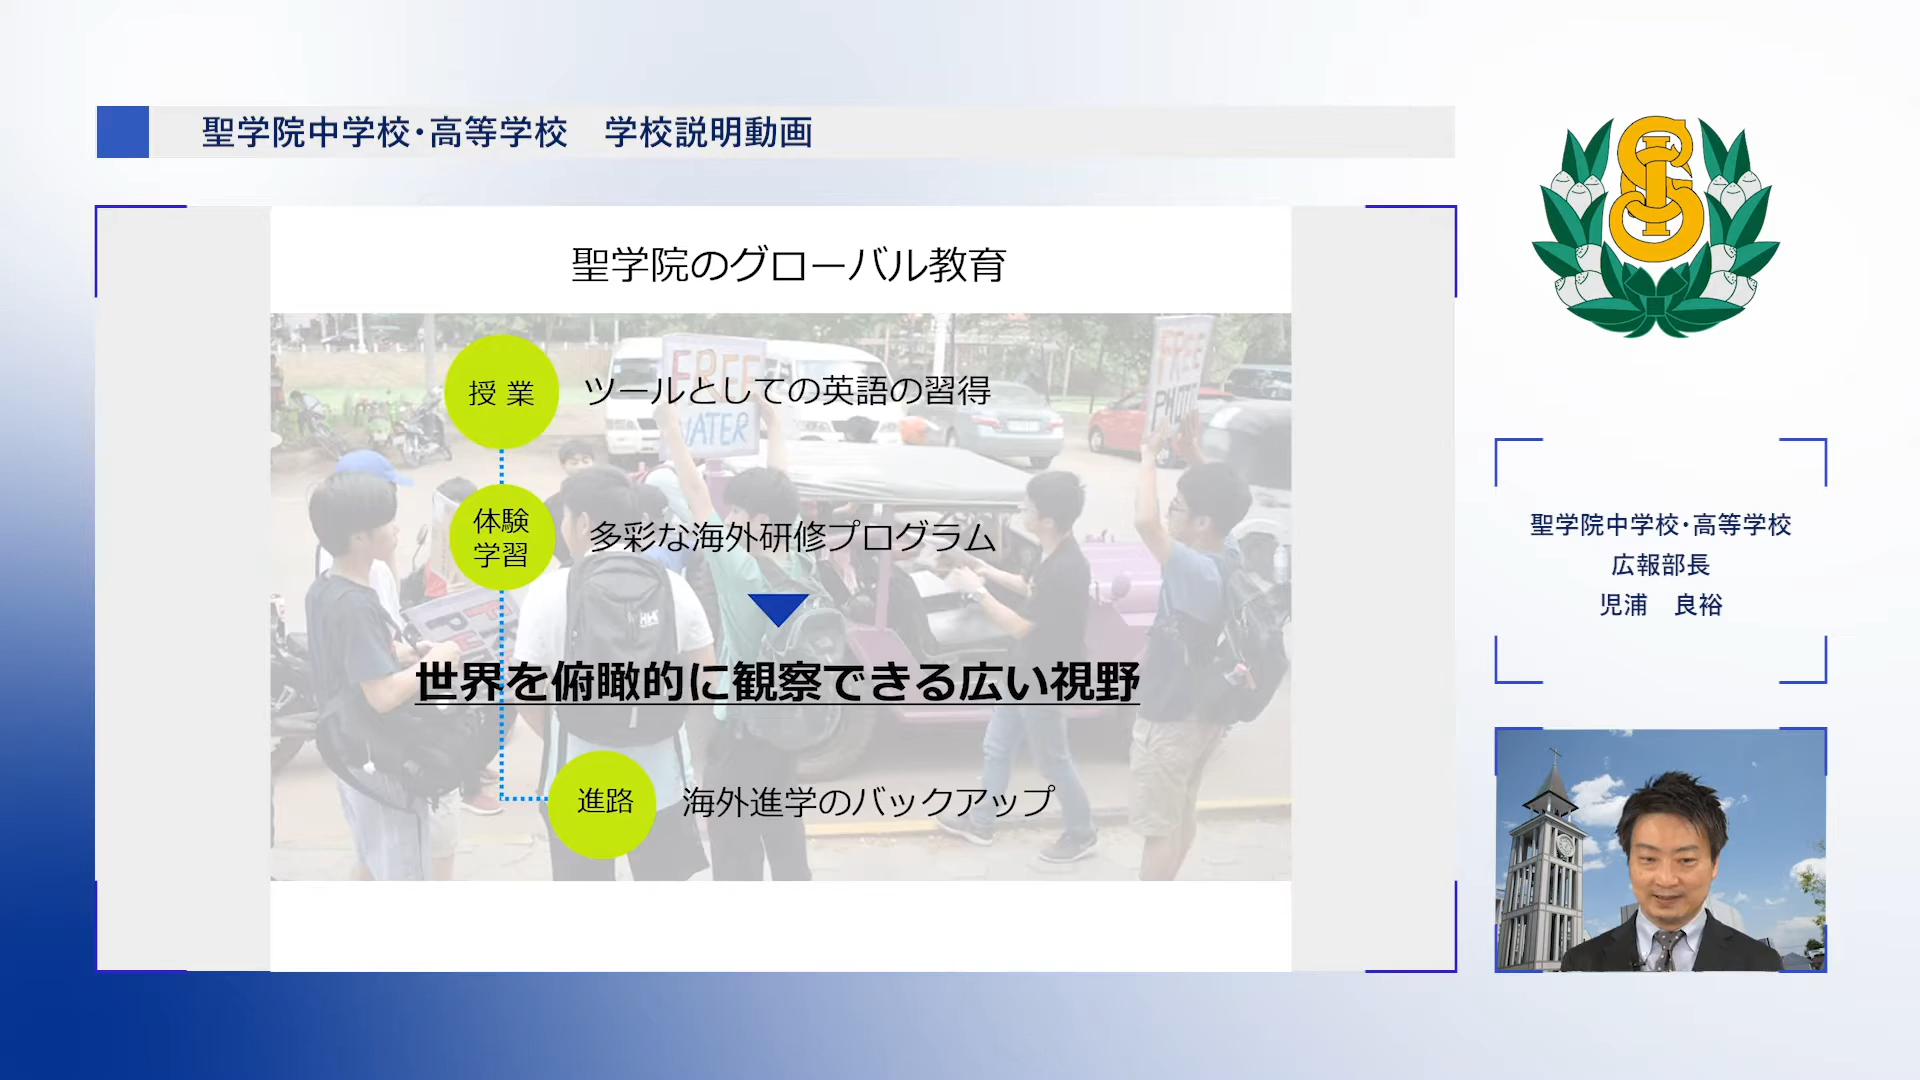 聖学院中学校・高等学校　学校説明動画
聖学院のグローバル教育
授業
ツールとしての英語の習得
FREE
WATER
FREE
PHOTO
体験
学習
多彩な海外研修プログラム
世界を俯瞰的に観察できる広い視野
進路
海外進学のバックアップ
聖学院中学校・高等学校
広報部長
児浦　良裕